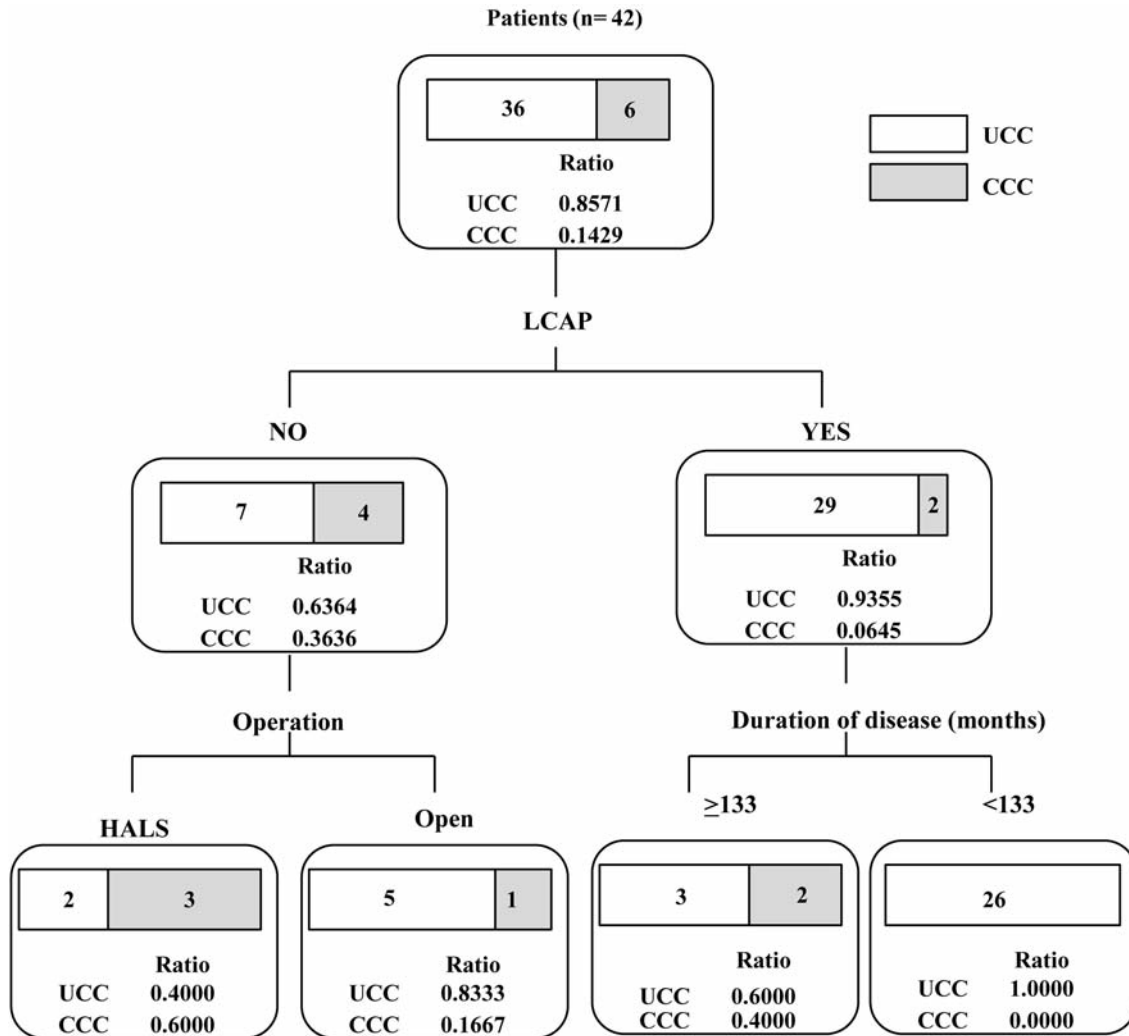 Patients (n= 42)
36 6
Ratio
UCC 0.8571
CCC 0.1429
UCC
CCC
LCAP
NO
7 4
Ratio
UCC 0.6364
CCC 0.3636
YES
29 2
Ratio
UCC 0.9355
CCC 0.0645
Operation
Duration of disease (months)
HALS
2 3
Ratio
UCC 0.4000
CCC 0.6000
Open
5 1
Ratio
UCC 0.8333
CCC 0.1667
≥133
3 2
Ratio
UCC 0.6000
CCC 0.4000
<133
26
Ratio
UCC 1.0000
CCC 0.0000